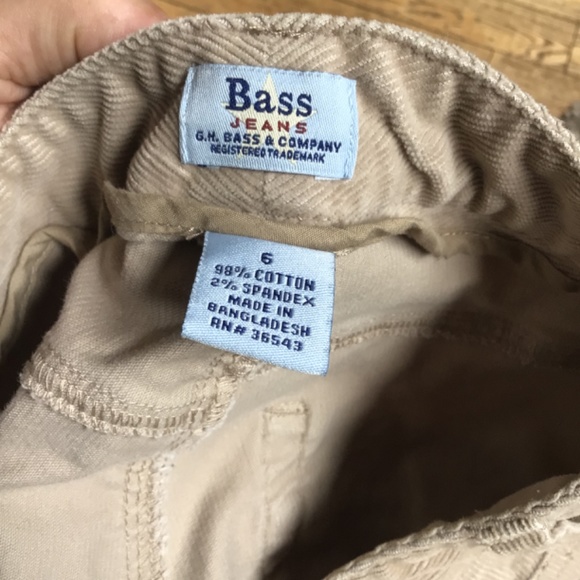 Bass
JEANS
G.H. BASS & COMPANY
REGISTERED TRADEMARK
6
98% COTTON
2% SPANDEX
MADE IN
BANGLADESH
RN# 36543